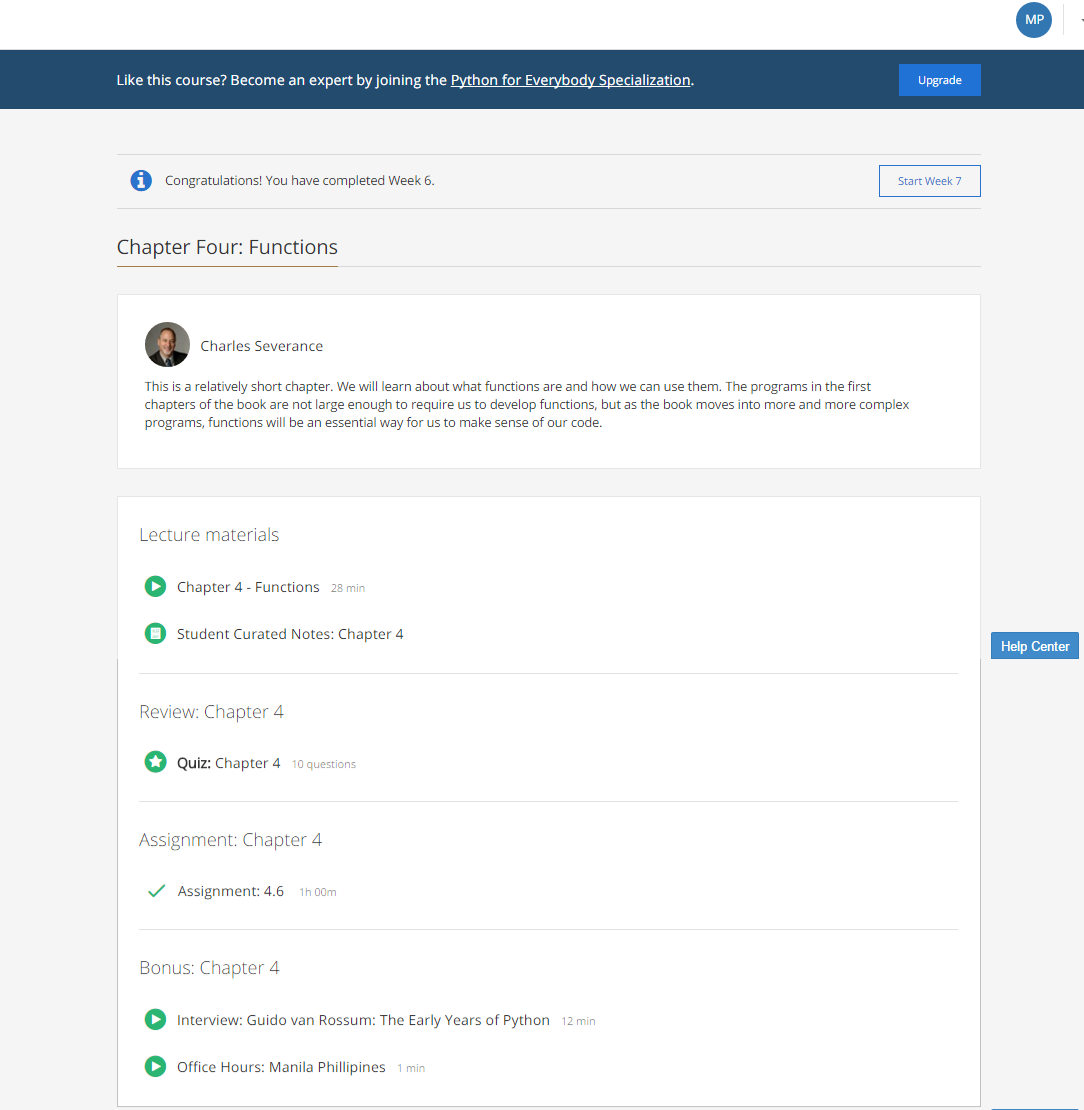 MP
Like this course? Become an expert by joining the Python for Everybody Specialization.
Upgrade
Congratulations! You have completed Week 6.
Start Week 7
Chapter Four: Functions
Charles Severance
This is a relatively short chapter. We will learn about what functions are and how we can use them. The programs in the first
chapters of the book are not large enough to require us to develop functions, but as the book moves into more and more complex
programs, functions will be an essential way for us to make sense of our code.
Lecture materials
Chapter 4 - Functions 28 min
Student Curated Notes: Chapter 4
Help Center
Review: Chapter 4
Quiz: Chapter 4 10 questions
Assignment: Chapter 4
Assignment: 4.6 1h 00m
Bonus: Chapter 4
Interview: Guido van Rossum: The Early Years of Python 12 min
Office Hours: Manila Phillipines 1 min